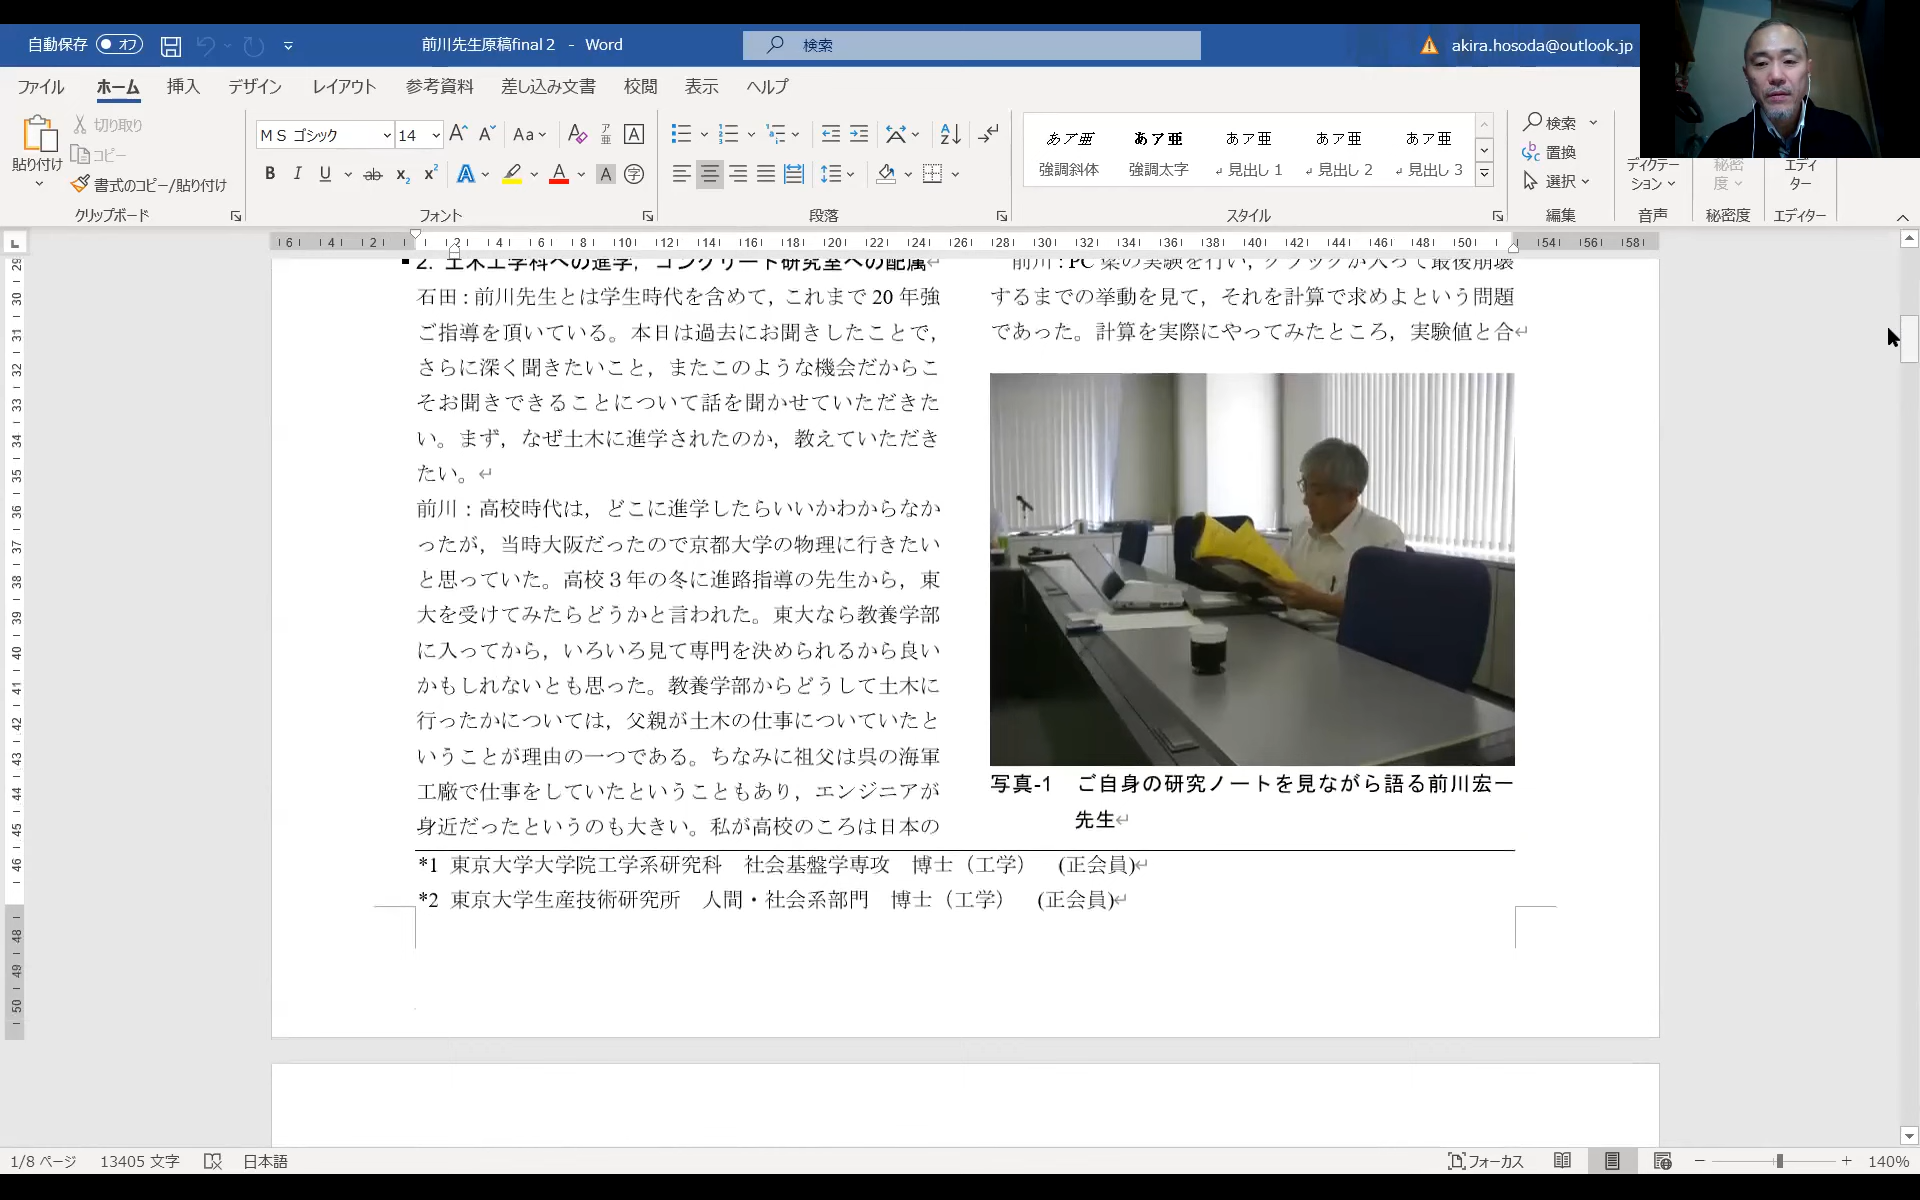 自動保存 オフ
前川先生原稿final 2 - Word
検索
akira.hosoda@outlook.jp
ファイル ホーム 挿入 デザイン レイアウト 参考資料 差し込み文書 校閲 表示 ヘルプ
貼り付け
切り取り
コピー
書式のコピー/貼り付け
クリップボード
ＭＳ ゴシック 14
フォント
段落
あア亜 あア亜 あア亜 あア亜 あア亜
強調斜体 強調太字 見出し 1 見出し 2 見出し 3
スタイル
検索
置換
選択
編集
ディクテーション
音声
秘密度
秘密度
エディター
エディター
2. 土木工学科への進学，コンクリート研究室への配属
石田：前川先生とは学生時代を含めて，これまで 20 年強
ご指導を頂いている。本日は過去にお聞きしたことで，
さらに深く聞きたいこと，またこのような機会だからこ
そお聞きできることについて話を聞かせていただきた
い。まず，なぜ土木に進学されたのか，教えていただき
たい。
前川：高校時代は，どこに進学したらいいかわからなか
ったが，当時大阪だったので京都大学の物理に行きたい
と思っていた。高校３年の冬に進路指導の先生から，東
大を受けてみたらどうかと言われた。東大なら教養学部
に入ってから，いろいろ見て専門を決められるから良い
かもしれないとも思った。教養学部からどうして土木に
行ったかについては，父親が土木の仕事についていたと
いうことが理由の一つである。ちなみに祖父は呉の海軍
工廠で仕事をしていたということもあり，エンジニアが
身近だったというのも大きい。私が高校のころは日本の
前川：PC 梁の実験を行い，クラックが入って最後崩壊
するまでの挙動を見て，それを計算で求めよという問題
であった。計算を実際にやってみたところ，実験値と合
写真-1　ご自身の研究ノートを見ながら語る前川宏一
先生
*1 東京大学大学院工学系研究科　社会基盤学専攻　博士（工学）　(正会員)
*2 東京大学生産技術研究所　人間・社会系部門　博士（工学）　(正会員)
1/8 ページ 13405 文字 日本語
フォーカス
140%